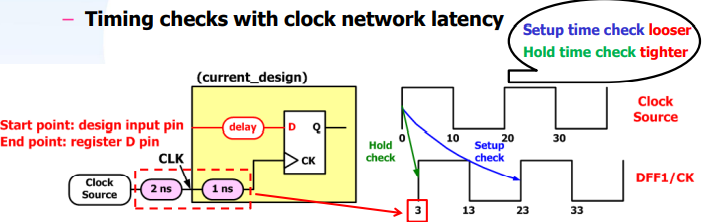 – Timing checks with clock network latency
Setup time check looser
Hold time check tighter
(current_design)
Start point: design input pin
End point: register D pin
delay
D Q
CK
CLK
Clock
Source
2 ns
1 ns
0 10 20 30
Clock
Source
Hold
check
Setup
check
DFF1/CK
3 13 23 33